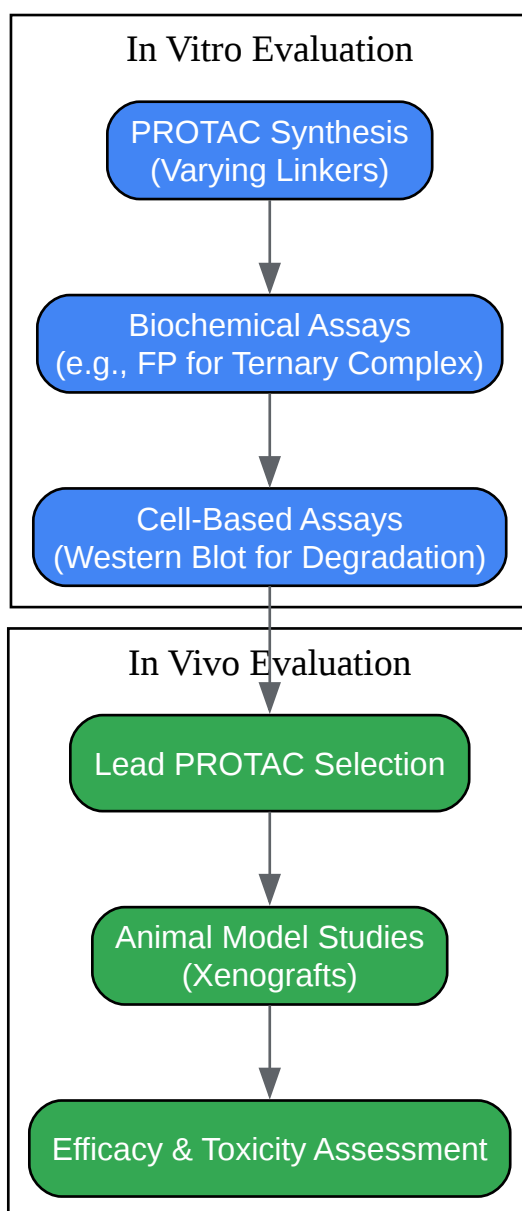 In Vitro Evaluation
PROTAC Synthesis
(Varying Linkers)
Biochemical Assays
(e.g., FP for Ternary Complex)
Cell-Based Assays
(Western Blot for Degradation)
In Vivo Evaluation
Lead PROTAC Selection
Animal Model Studies
(Xenografts)
Efficacy & Toxicity Assessment